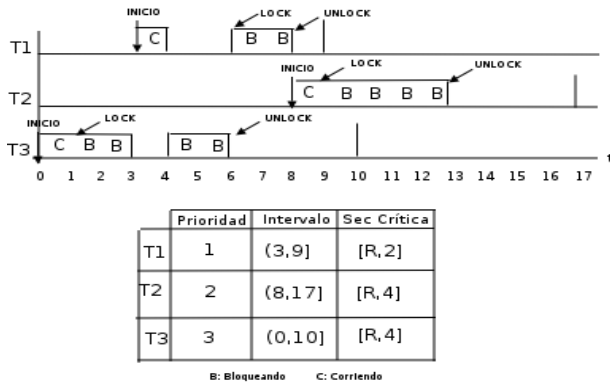 INICIO LOCK UNLOCK
T1 C B B
INICIO LOCK UNLOCK
T2 C B B B B
INICIO LOCK UNLOCK
T3 C B B B B
0 1 2 3 4 5 6 7 8 9 10 11 12 13 14 15 16 17 t
Prioridad Intervalo Sec Crítica
T1 1 (3,9] [R,2]
T2 2 (8,17] [R,4]
T3 3 (0,10] [R,4]
B: Bloqueando C: Corriendo